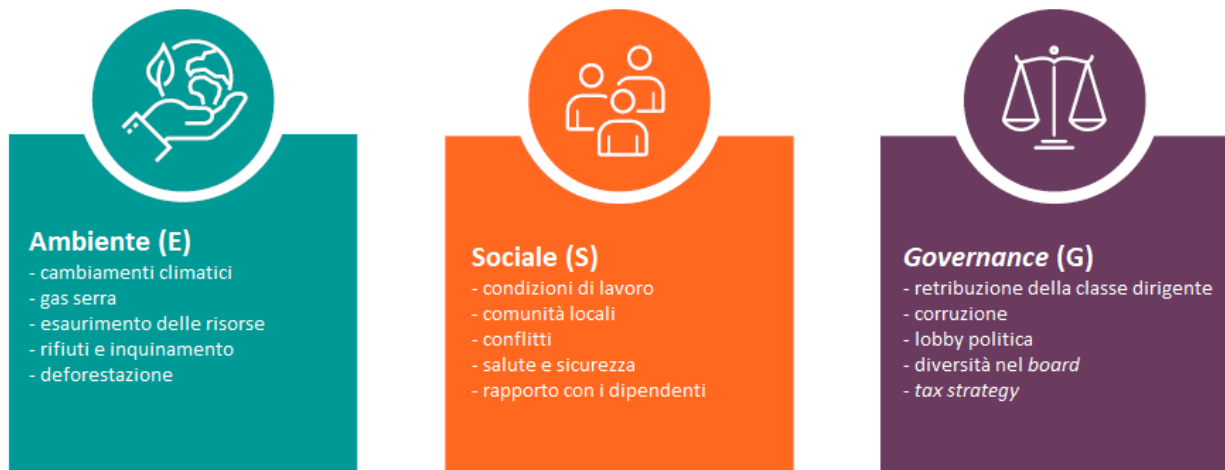 Ambiente (E)
- cambiamenti climatici
- gas serra
- esaurimento delle risorse
- rifiuti e inquinamento
- deforestazione
Sociale (S)
- condizioni di lavoro
- comunità locali
- conflitti
- salute e sicurezza
- rapporto con i dipendenti
Governance (G)
- retribuzione della classe dirigente
- corruzione
- lobby politica
- diversità nel board
- tax strategy